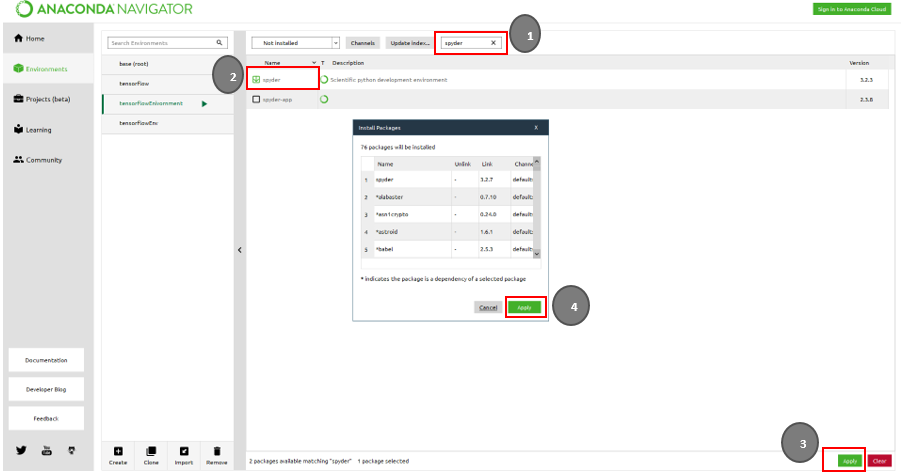 ANACONDA NAVIGATOR
Sign in to Anaconda Cloud
Home
Environments
Projects (beta)
Learning
Community
Documentation
Developer Blog
Feedback
You Tube
Search Environments
base (root)
tensorflow
tensorflowEnivornment
tensorflowEnv
Create Clone Import Remove
Not installed Channels Update index... spyder X
1
Name T Description Version
2
spyder Scientific python development environment 3.2.3
spyder-app 2.3.8
Install Packages X
76 packages will be installed
Name Unlink Link Channe
1 spyder - 3.2.7 default:
2 *alabaster - 0.7.10 default:
3 *asn1crypto - 0.24.0 default:
4 *astroid - 1.6.1 default:
5 *babel - 2.5.3 default:
* indicates the package is a dependency of a selected package
Cancel Apply
4
3
2 packages available matching "spyder" 1 package selected
Apply Clear